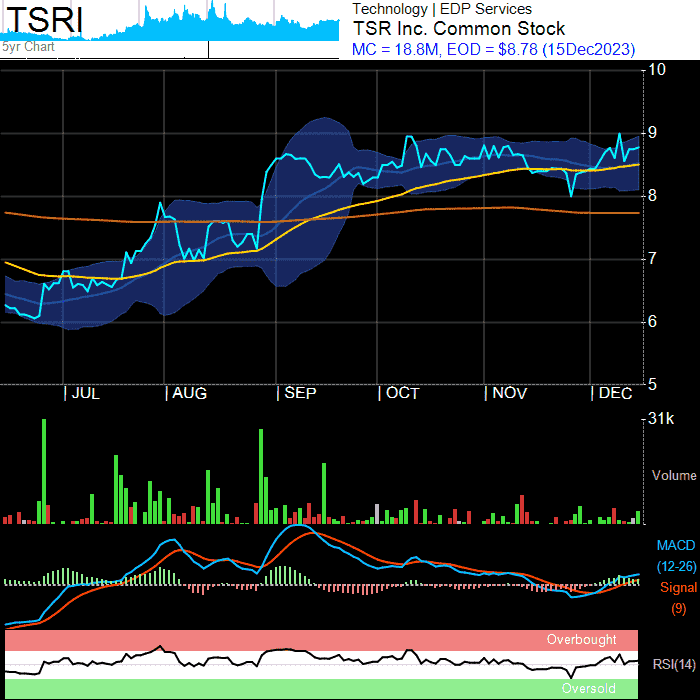 TSRI
5yr Chart
Technology | EDP Services
TSR Inc. Common Stock
MC = 18.8M, EOD = $8.78 (15Dec2023)
10
9
8
7
6
5
| JUL | AUG | SEP | OCT | NOV | DEC
31k
Volume
MACD
(12-26)
Signal
(9)
Overbought
RSI(14)
Oversold